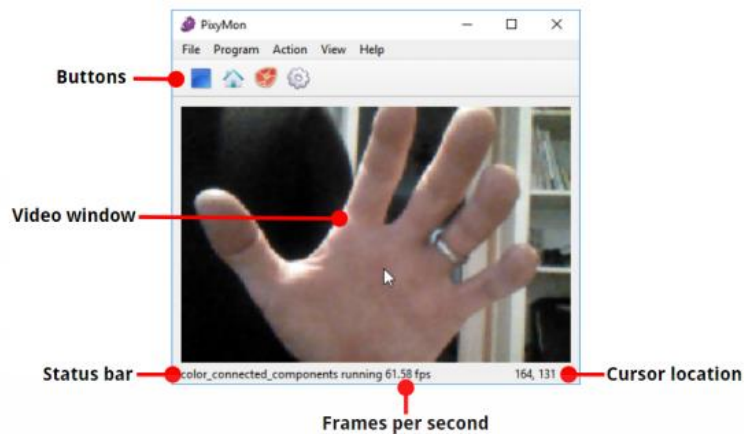 PixyMon
File Program Action View Help
Buttons
Video window
Status bar
color_connected_components running 61.58 fps
164, 131
Cursor location
Frames per second